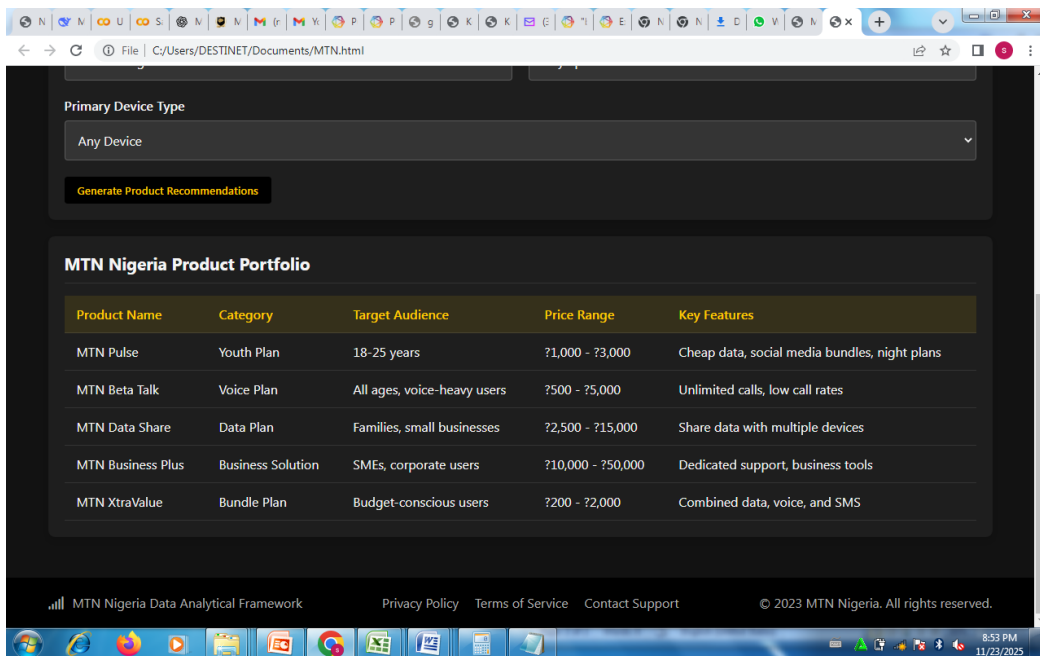 File C:/Users/DESTINET/Documents/MTN.html
Primary Device Type
Any Device
Generate Product Recommendations
MTN Nigeria Product Portfolio
Product Name Category Target Audience Price Range Key Features
MTN Pulse Youth Plan 18-25 years ?1,000 - ?3,000 Cheap data, social media bundles, night plans
MTN Beta Talk Voice Plan All ages, voice-heavy users ?500 - ?5,000 Unlimited calls, low call rates
MTN Data Share Data Plan Families, small businesses ?2,500 - ?15,000 Share data with multiple devices
MTN Business Plus Business Solution SMEs, corporate users ?10,000 - ?50,000 Dedicated support, business tools
MTN XtraValue Bundle Plan Budget-conscious users ?200 - ?2,000 Combined data, voice, and SMS
MTN Nigeria Data Analytical Framework Privacy Policy Terms of Service Contact Support © 2023 MTN Nigeria. All rights reserved.
8:53 PM
11/23/2025